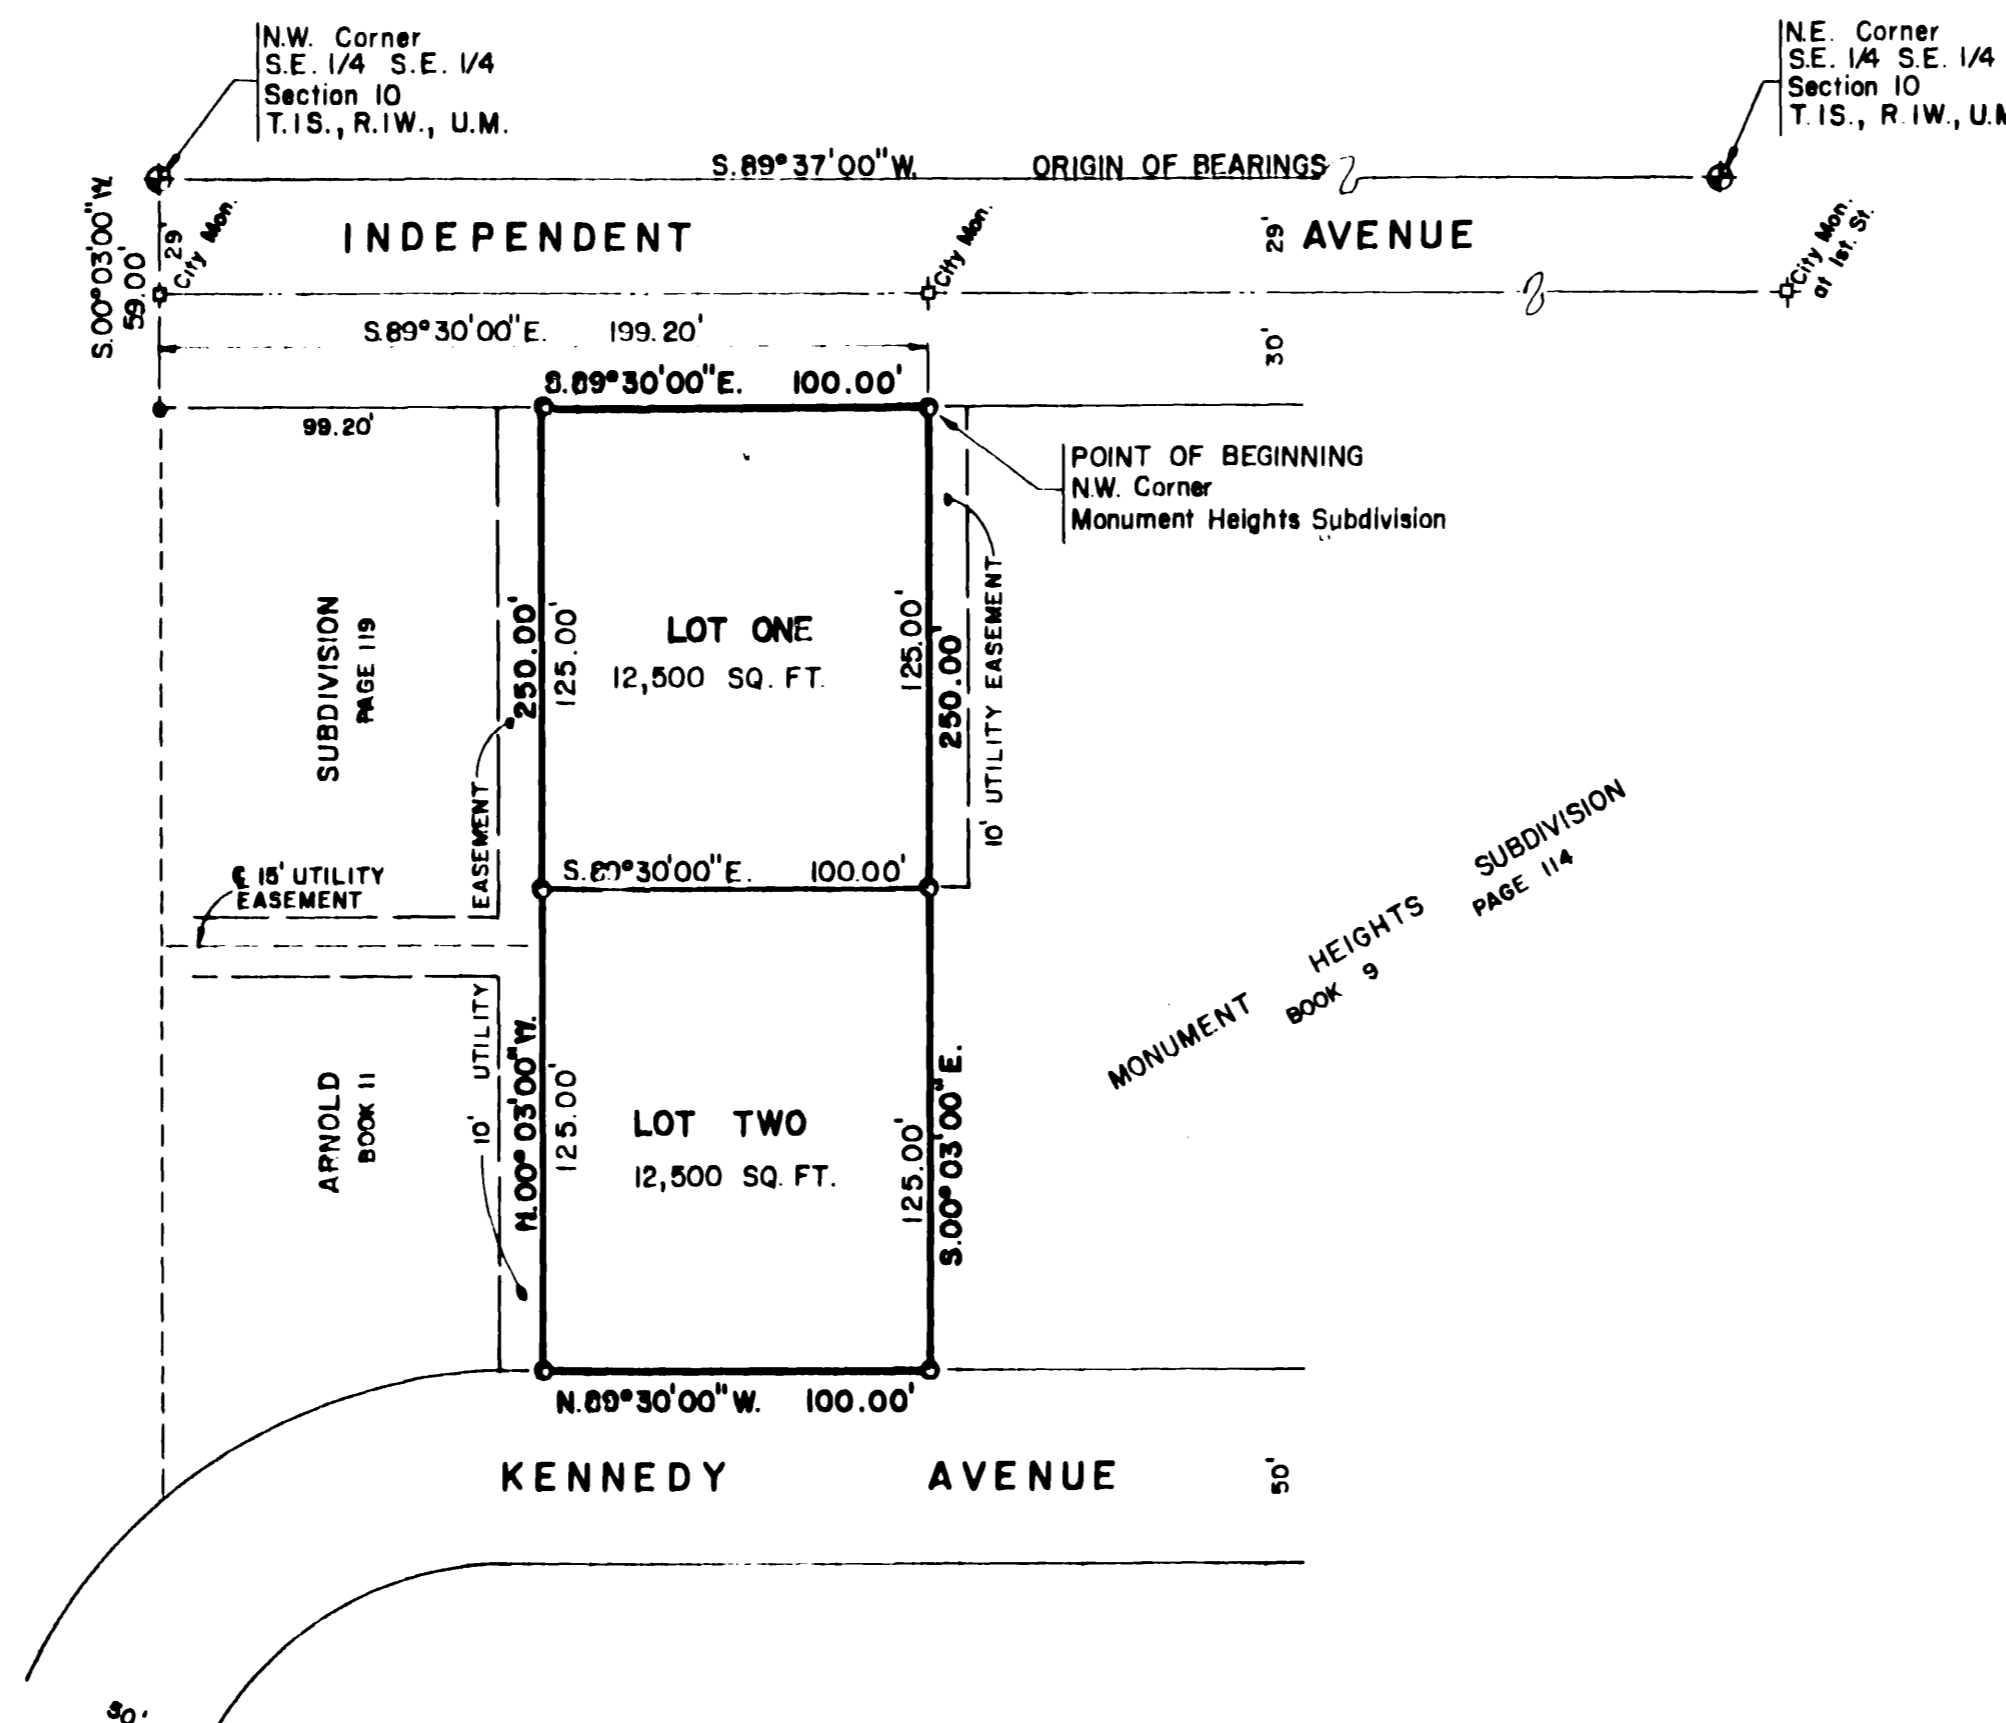 N.W. Corner
S.E. 1/4 S.E. 1/4
Section 10
T.1S., R.1W., U.M.
N.E. Corner
S.E. 1/4 S.E. 1/4
Section 10
T.1S., R.1W., U.M
S.89°37'00"W. ORIGIN OF BEARINGS
S.00°03'00"W.
59.00'
29'
City Mon.
INDEPENDENT AVENUE
City Mon.
29'
City Mon.
at 1st. St.
S.89°30'00"E. 199.20'
30'
S.89°30'00"E. 100.00'
99.20'
POINT OF BEGINNING
N.W. Corner
Monument Heights Subdivision
SUBDIVISION
PAGE 119
250.00'
125.00'
LOT ONE
12,500 SQ. FT.
125.00'
250.00'
10' UTILITY EASEMENT
℄ 15' UTILITY
EASEMENT
S.89°30'00"E. 100.00'
MONUMENT HEIGHTS SUBDIVISION
BOOK 9 PAGE 114
ARNOLD
BOOK 11
10' UTILITY EASEMENT
N.00°03'00"W.
125.00'
LOT TWO
12,500 SQ. FT.
125.00'
S.00°03'00"E.
N.89°30'00"W. 100.00'
KENNEDY AVENUE
50'
50'